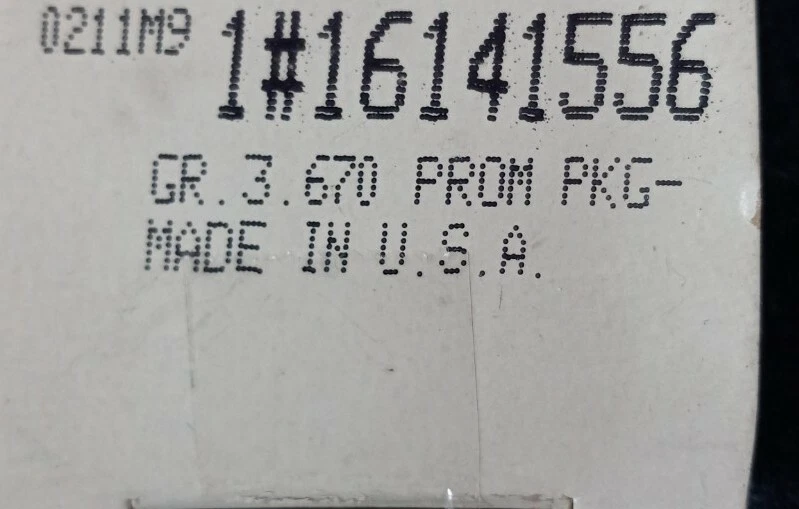 0211M9 1#16141556
GR.3.670 PROM PKG-
MADE IN U.S.A.